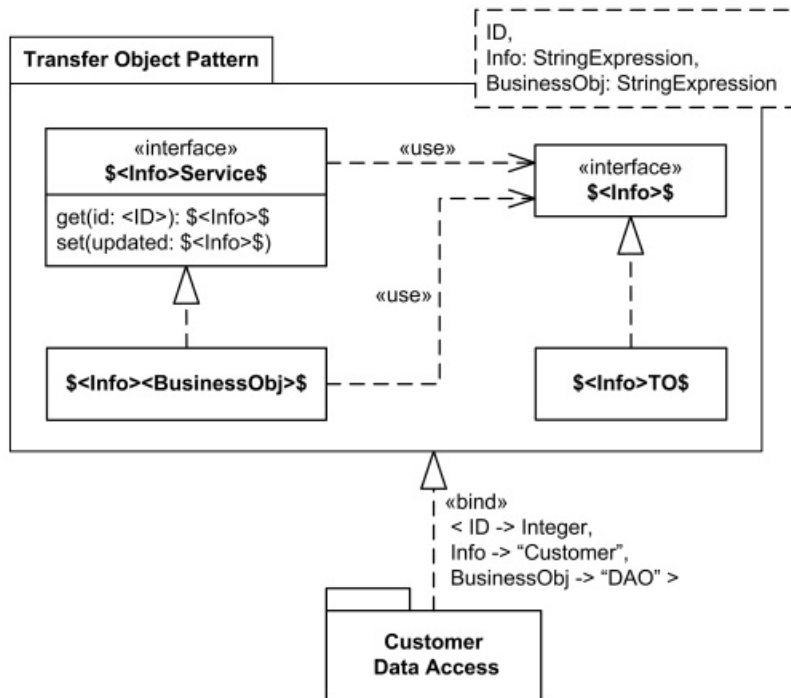 Transfer Object Pattern
ID,
Info: StringExpression,
BusinessObj: StringExpression
«interface»
$<Info>Service$
get(id: <ID>): $<Info>$
set(updated: $<Info>$)
«use»
«interface»
$<Info>$
«use»
$<Info><BusinessObj>$
$<Info>TO$
«bind»
< ID -> Integer,
Info -> “Customer”,
BusinessObj -> “DAO” >
Customer
Data Access